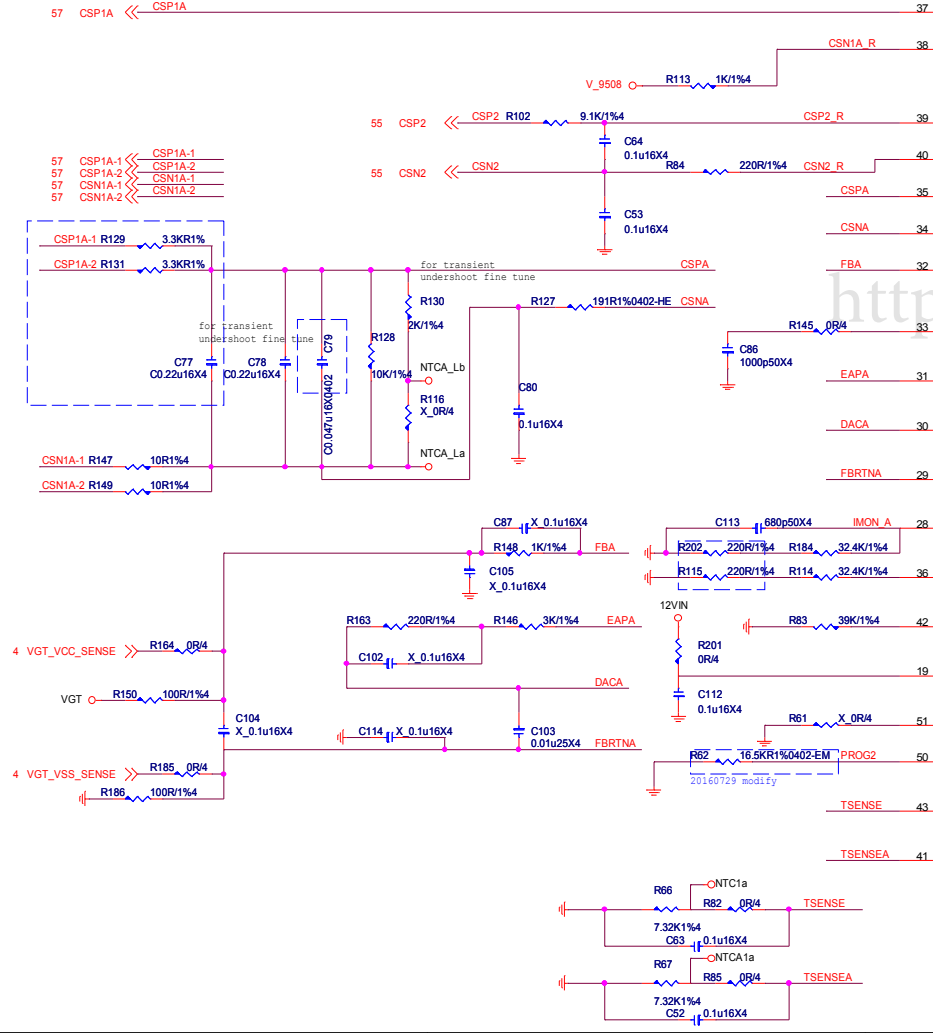 57 CSP1A CSP1A 37
CSN1A_R 38
V_9508 R113 1K/1%4
55 CSP2 CSP2 R102 9.1K/1%4 CSP2_R 39
C64
0.1u16X4
57 CSP1A-1 CSP1A-1
57 CSP1A-2 CSP1A-2
57 CSN1A-1 CSN1A-1
57 CSN1A-2 CSN1A-2
55 CSN2 CSN2 R84 220R/1%4 CSN2_R 40
CSPA 35
C53
0.1u16X4
CSNA 34
CSP1A-1 R129 3.3KR1%
CSP1A-2 R131 3.3KR1%
for transient
undershoot fine tune
CSPA
FBA 32
http
R130
2K/1%4
R127 191R1%0402-HE CSNA
for transient
undershoot fine tune
C77
C0.22u16X4
C78
C0.22u16X4
C79
C0.047u16X0402
R128
10K/1%4
NTCA_Lb
R116
X_0R/4
NTCA_La
C80
0.1u16X4
R145 0R/4 33
C86
1000p50X4
EAPA 31
DACA 30
FBRTNA 29
CSN1A-1 R147 10R1%4
CSN1A-2 R149 10R1%4
C87 X_0.1u16X4
R148 1K/1%4 FBA
C105
X_0.1u16X4
C113 680p50X4 IMON_A 28
R202 220R/1%4 R184 32.4K/1%4
R115 220R/1%4 R114 32.4K/1%4 36
R163 220R/1%4 R146 3K/1%4 EAPA
C102 X_0.1u16X4
DACA
12VIN
R83 39K/1%4 42
R201
0R/4
19
C112
0.1u16X4
4 VGT_VCC_SENSE R164 0R/4
VGT R150 100R/1%4
C104
X_0.1u16X4
C114 X_0.1u16X4
C103
0.01u25X4
FBRTNA
R61 X_0R/4 51
4 VGT_VSS_SENSE R185 0R/4
R186 100R/1%4
R62 16.5KR1%0402-EM PROG2 50
20160729 modify
TSENSE 43
TSENSEA 41
NTC1a
R66 R82 0R/4 TSENSE
7.32K1%4
C63 0.1u16X4
NTCA1a
R67 R85 0R/4 TSENSEA
7.32K1%4
C52 0.1u16X4